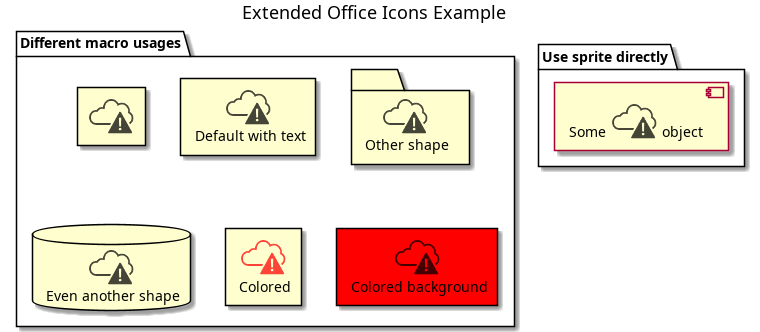 Extended Office Icons Example
Different macro usages
Use sprite directly
Default with text
Other shape
Some object
Even another shape
Colored
Colored background